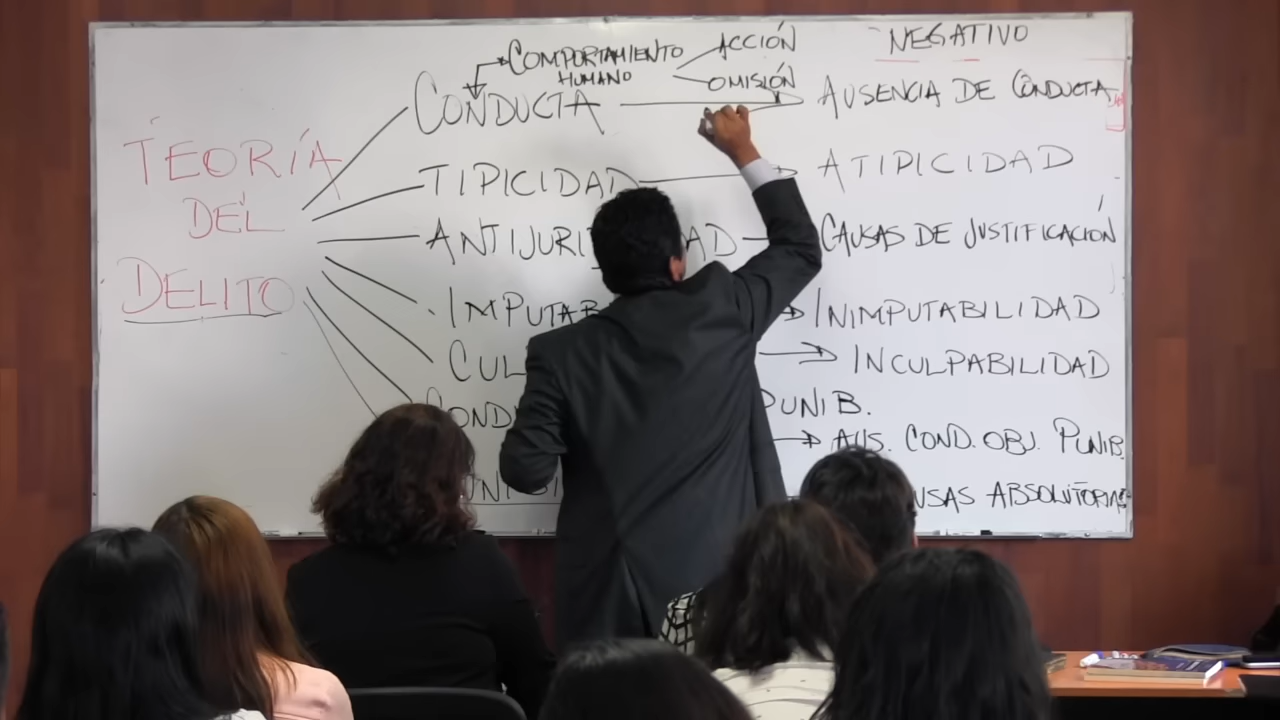 TEORÍA
DEL
DELITO
COMPORTAMIENTO
HUMANO
ACCIÓN
OMISIÓN
NEGATIVO
CONDUCTA
AUSENCIA DE CONDUCTA
TIPICIDAD
ATIPICIDAD
CAUSAS DE JUSTIFICACIÓN
INIMPUTABILIDAD
INCULPABILIDAD
PUNIB.
AUS. COND. OBJ. PUNIB.
ABSOLUTORIAS